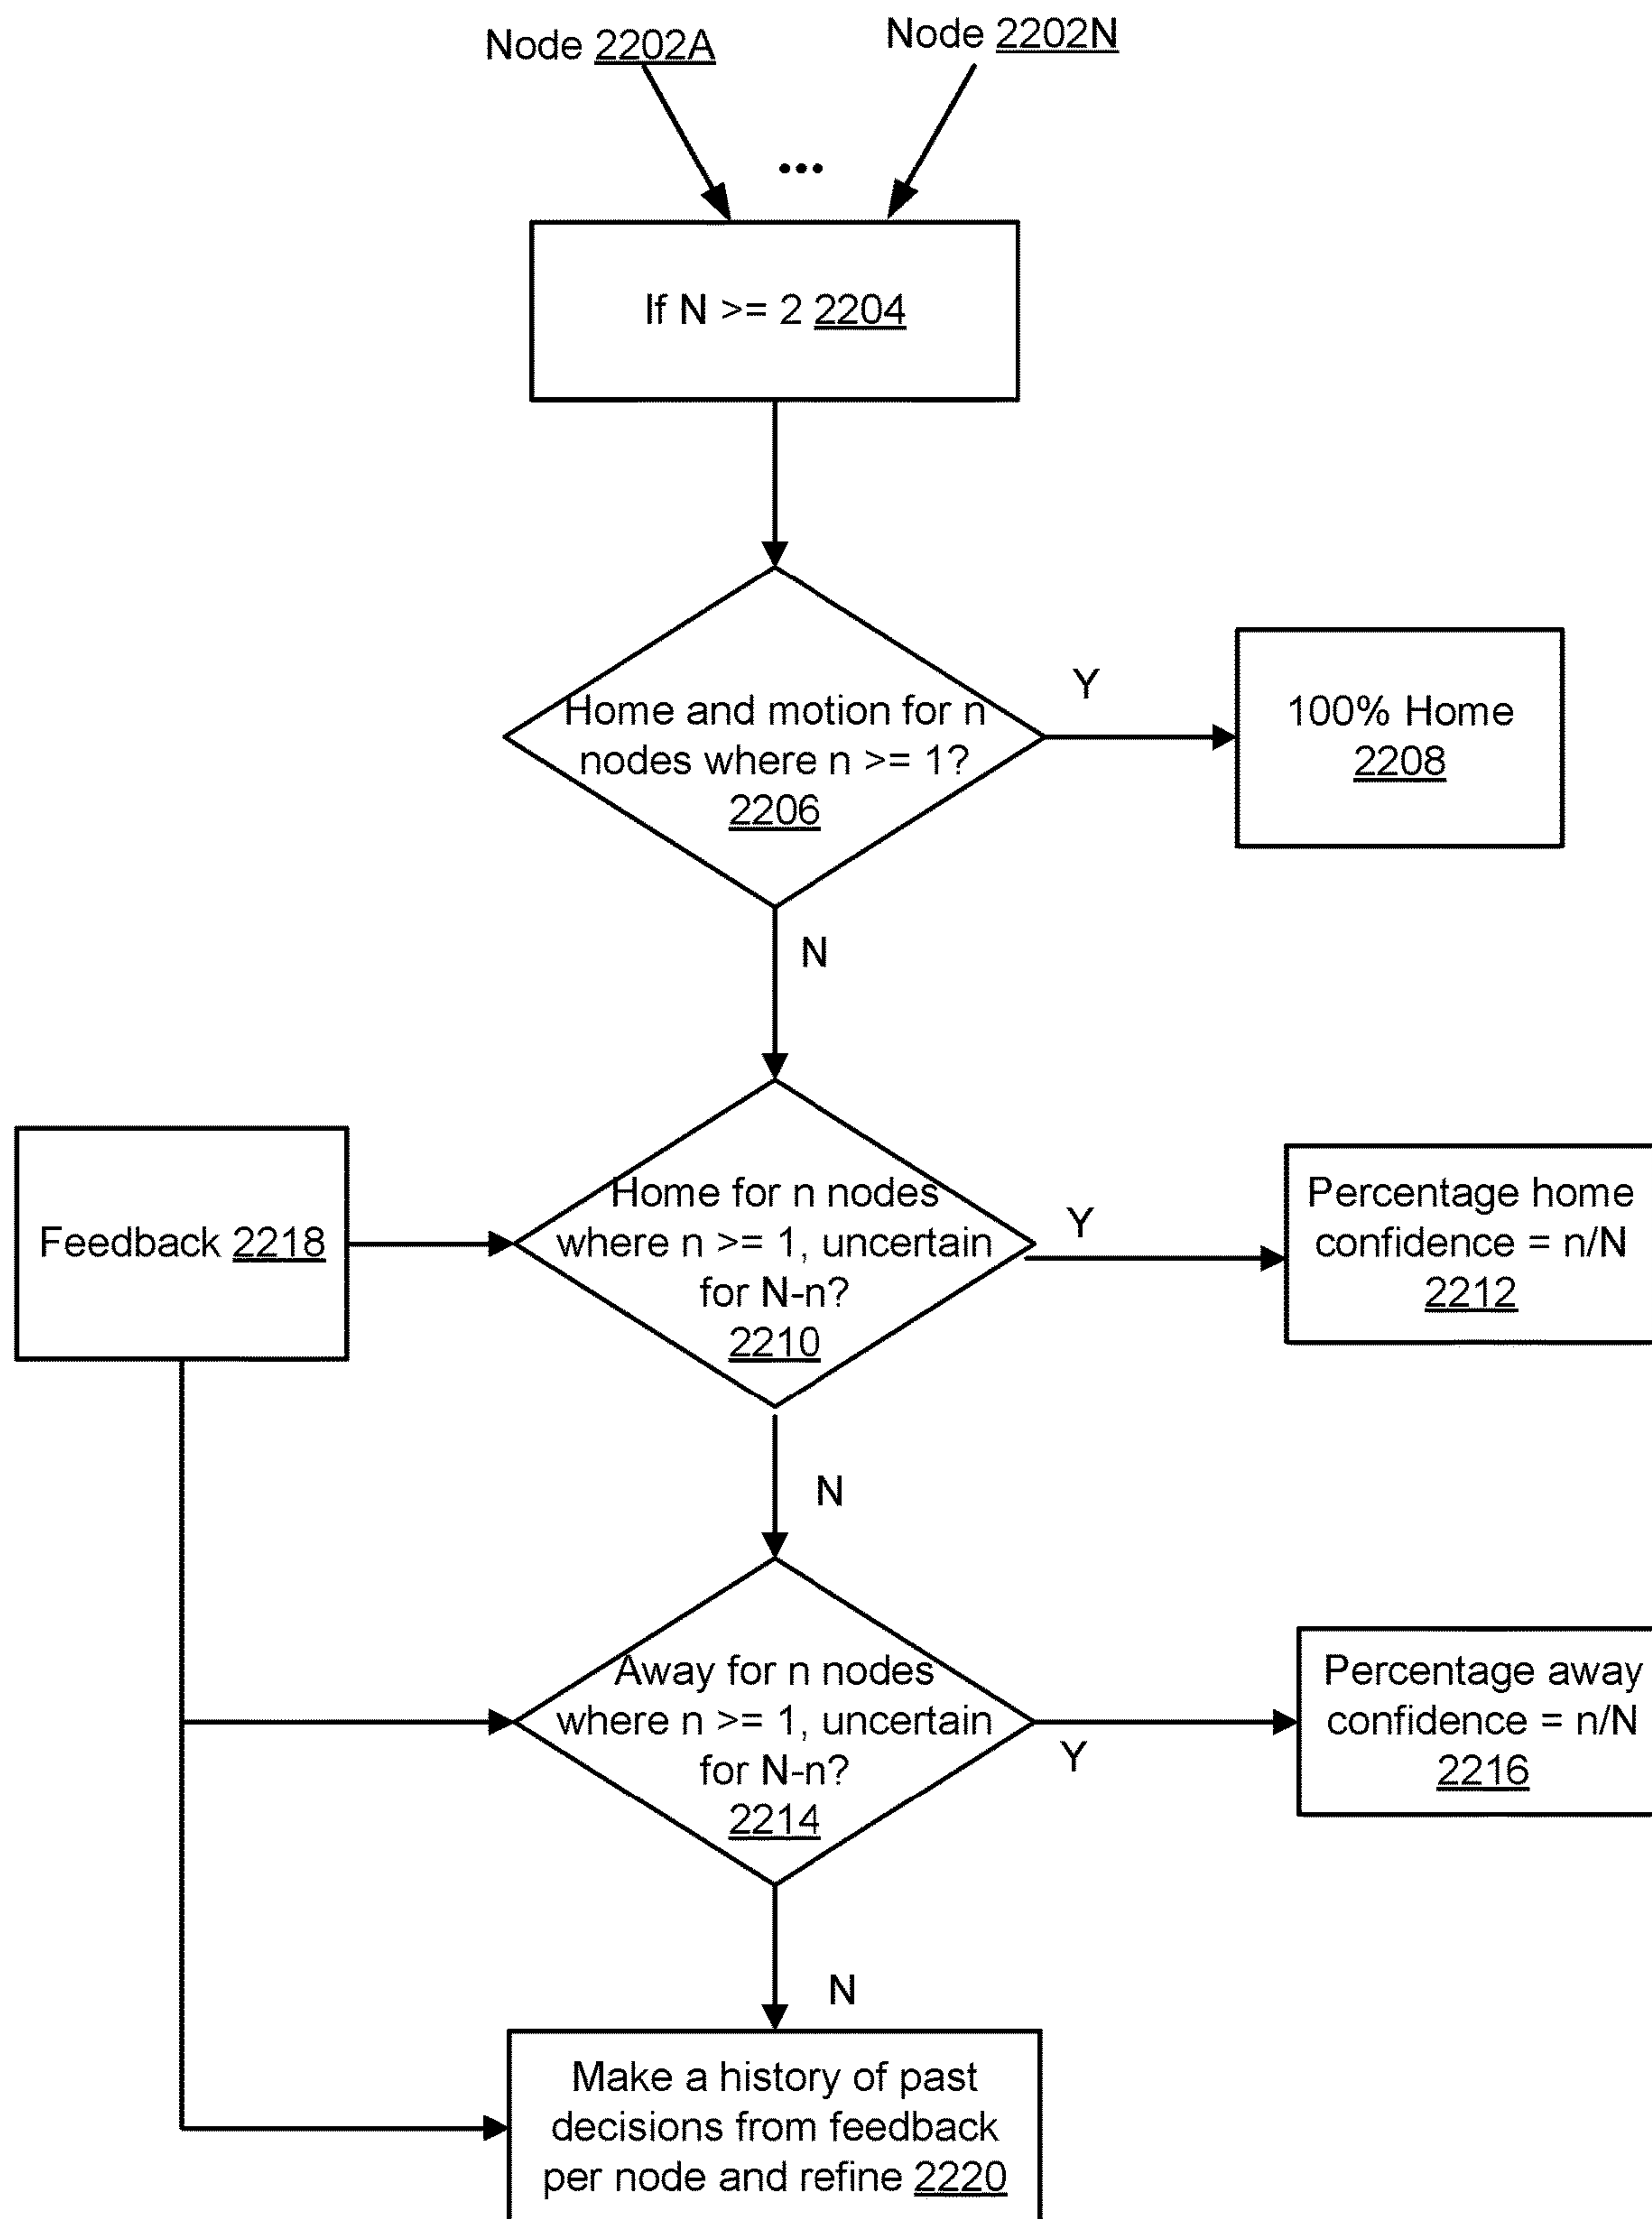 Node 2202A
Node 2202N
...
If N >= 2 2204
Home and motion for n
nodes where n >= 1?
2206
Y
100% Home
2208
N
Feedback 2218
Home for n nodes
where n >= 1, uncertain
for N-n?
2210
Y
Percentage home
confidence = n/N
2212
N
Away for n nodes
where n >= 1, uncertain
for N-n?
2214
Y
Percentage away
confidence = n/N
2216
N
Make a history of past
decisions from feedback
per node and refine 2220